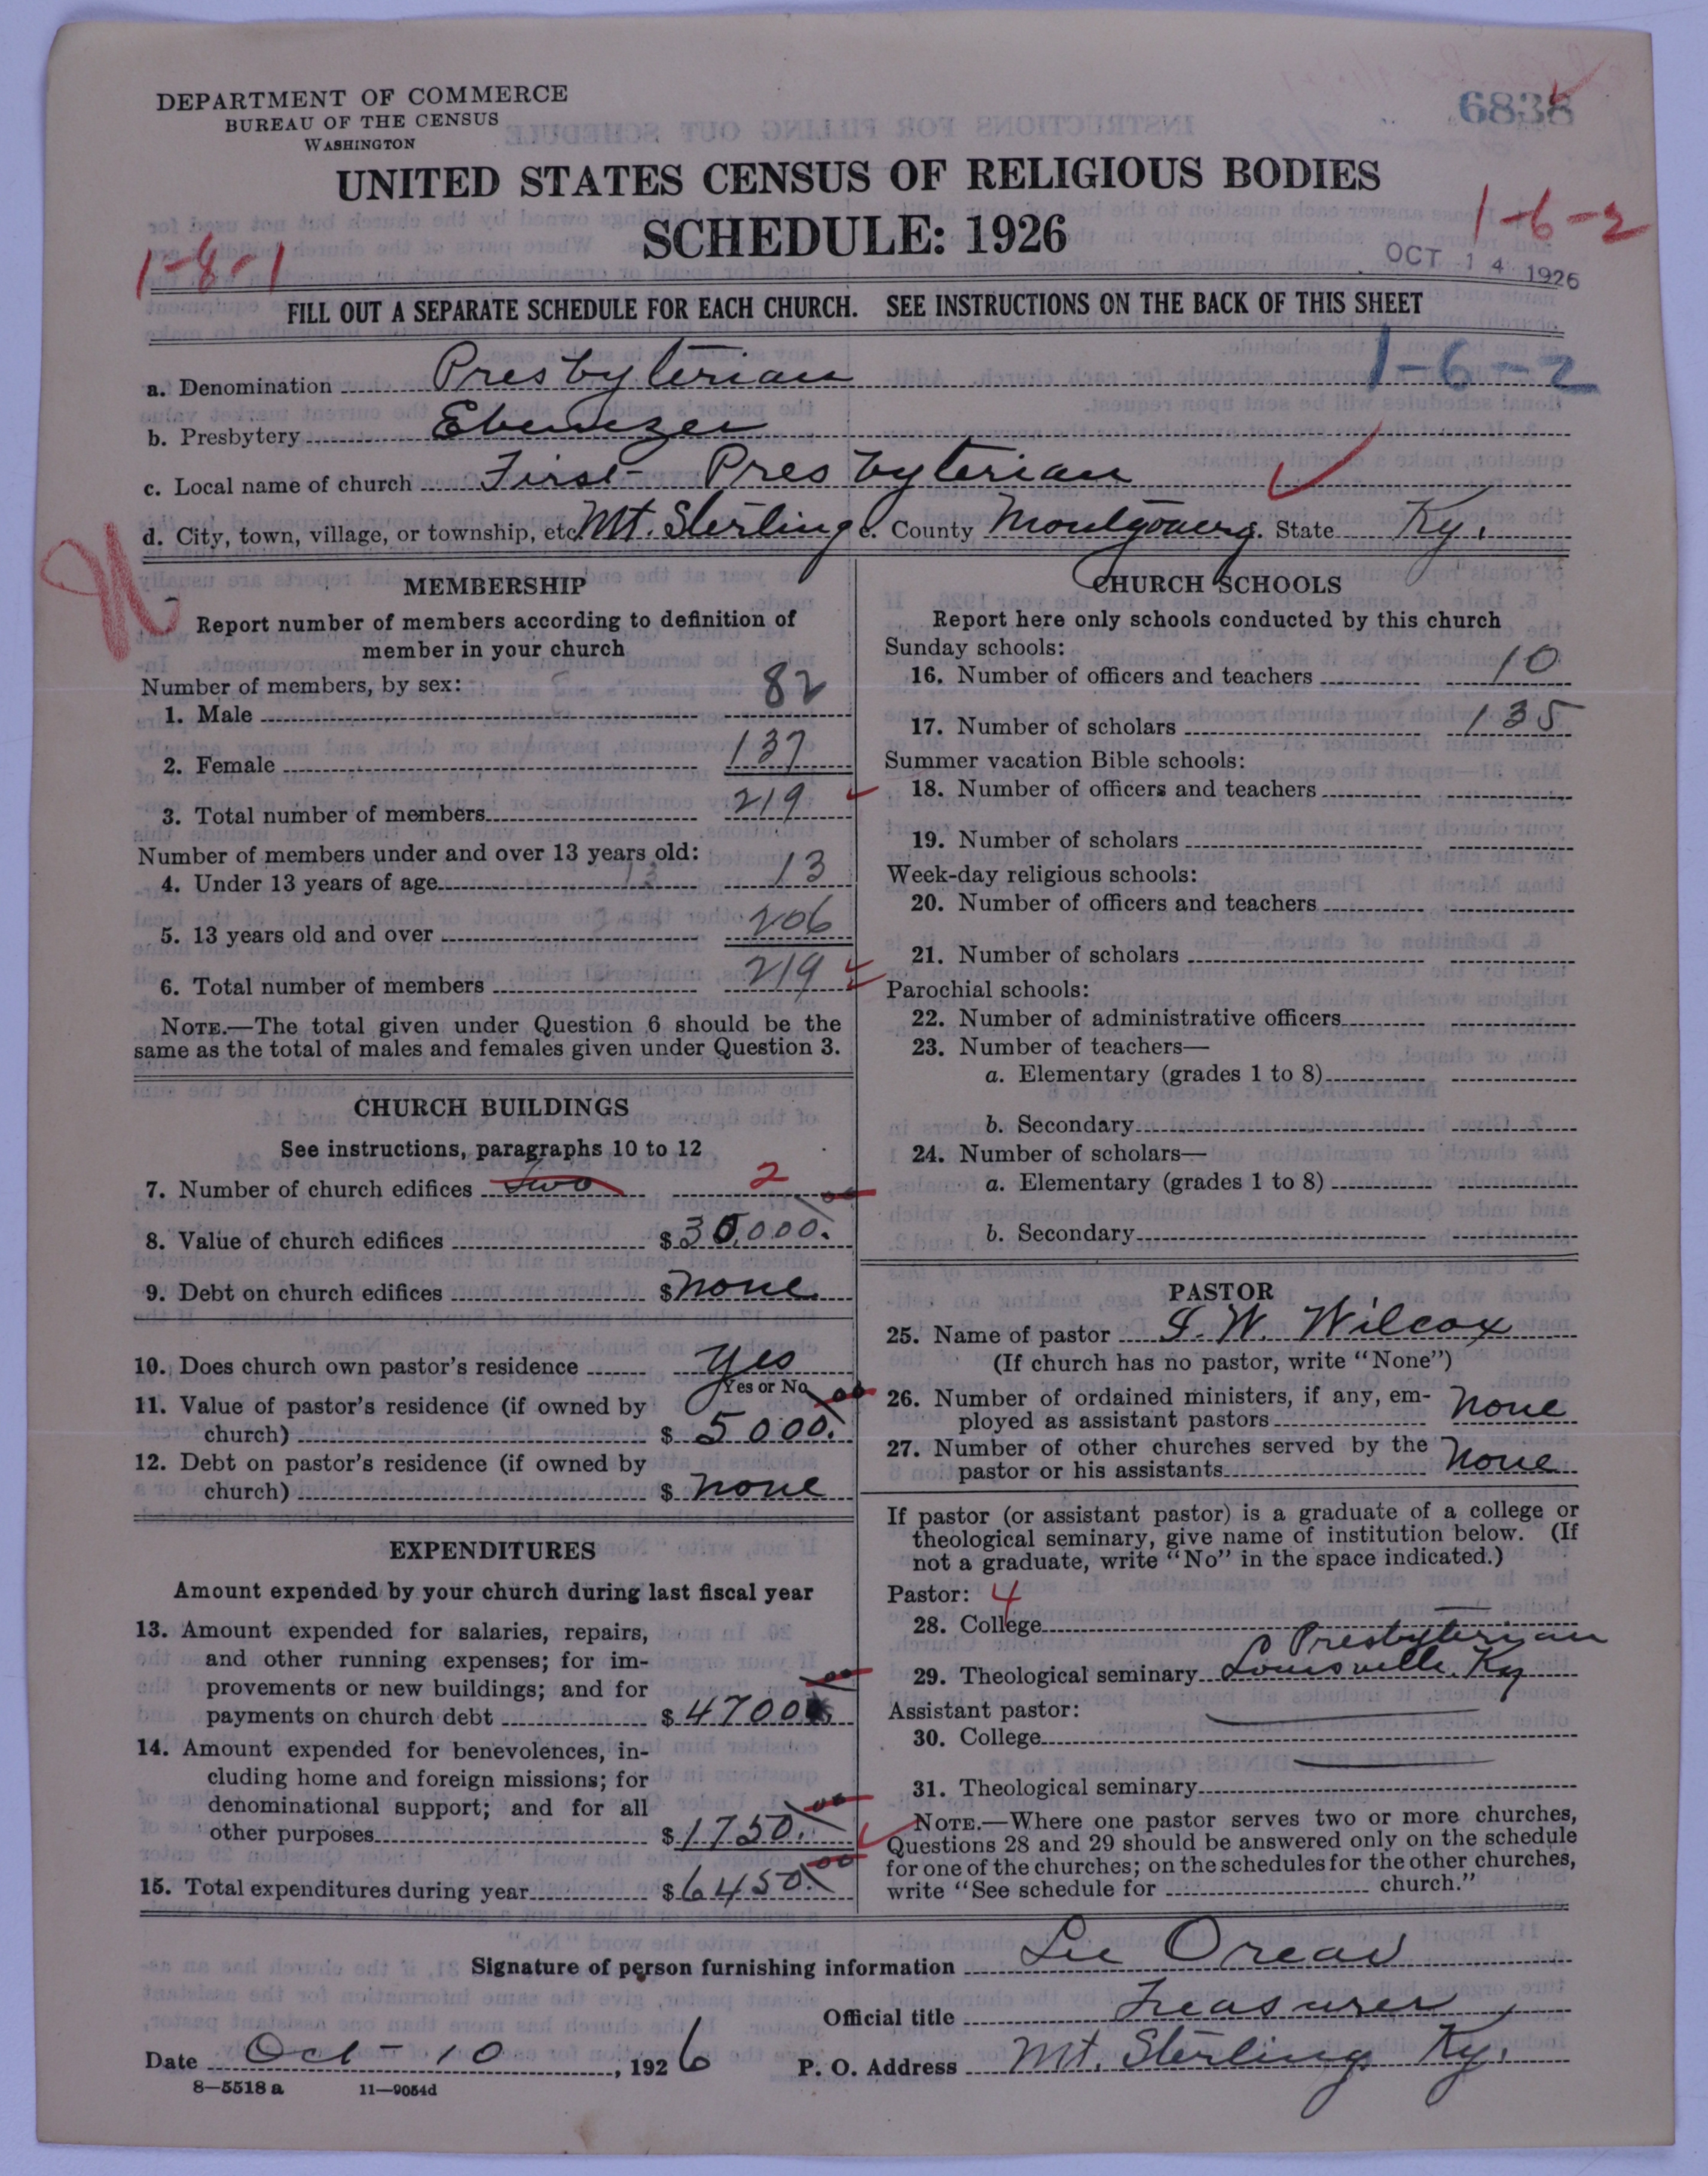 DEPARTMENT OF COMMERCE
BUREAU OF THE CENSUS
WASHINGTON
6838
UNITED STATES CENSUS OF RELIGIOUS BODIES
SCHEDULE: 1926
1-6-2
1-8-1
OCT 14 1926
FILL OUT A SEPARATE SCHEDULE FOR EACH CHURCH. SEE INSTRUCTIONS ON THE BACK OF THIS SHEET
1-6-2
a. Denomination Presbyterian
b. Presbytery Ebenezer
c. Local name of church First Presbyterian
d. City, town, village, or township, etc. Mt. Sterling e. County Montgomery. State Ky.
MEMBERSHIP
Report number of members according to definition of
member in your church
Number of members, by sex:
1. Male 82
2. Female 137
3. Total number of members 219
Number of members under and over 13 years old:
4. Under 13 years of age 13
5. 13 years old and over 206
6. Total number of members 219
NOTE.—The total given under Question 6 should be the
same as the total of males and females given under Question 3.
CHURCH BUILDINGS
See instructions, paragraphs 10 to 12
7. Number of church edifices two 2
8. Value of church edifices $30,000.00
9. Debt on church edifices $none
10. Does church own pastor's residence yes
Yes or No
11. Value of pastor's residence (if owned by
church) $5000.00
12. Debt on pastor's residence (if owned by
church) $none
EXPENDITURES
Amount expended by your church during last fiscal year
13. Amount expended for salaries, repairs,
and other running expenses; for im-
provements or new buildings; and for
payments on church debt $4700 00
14. Amount expended for benevolences, in-
cluding home and foreign missions; for
denominational support; and for all
other purposes $1750.00
15. Total expenditures during year $6450.00
CHURCH SCHOOLS
Report here only schools conducted by this church
Sunday schools:
16. Number of officers and teachers 10
17. Number of scholars 135
Summer vacation Bible schools:
18. Number of officers and teachers
19. Number of scholars
Week-day religious schools:
20. Number of officers and teachers
21. Number of scholars
Parochial schools:
22. Number of administrative officers
23. Number of teachers—
a. Elementary (grades 1 to 8)
b. Secondary
24. Number of scholars—
a. Elementary (grades 1 to 8)
b. Secondary
PASTOR
25. Name of pastor I. W. Wilcox
(If church has no pastor, write "None")
26. Number of ordained ministers, if any, em-
ployed as assistant pastors None
27. Number of other churches served by the
pastor or his assistants None
If pastor (or assistant pastor) is a graduate of a college or
theological seminary, give name of institution below. (If
not a graduate, write "No" in the space indicated.)
Pastor: 4
28. College
Presbyterian
29. Theological seminary Louisville, Ky
Assistant pastor:
30. College
31. Theological seminary
NOTE.—Where one pastor serves two or more churches,
Questions 28 and 29 should be answered only on the schedule
for one of the churches; on the schedules for the other churches,
write "See schedule for church."
Signature of person furnishing information Lee Orear
Official title Treasurer
Date Oct - 10, 1926 P. O. Address Mt. Sterling Ky.
8—5518 a 11—9054d